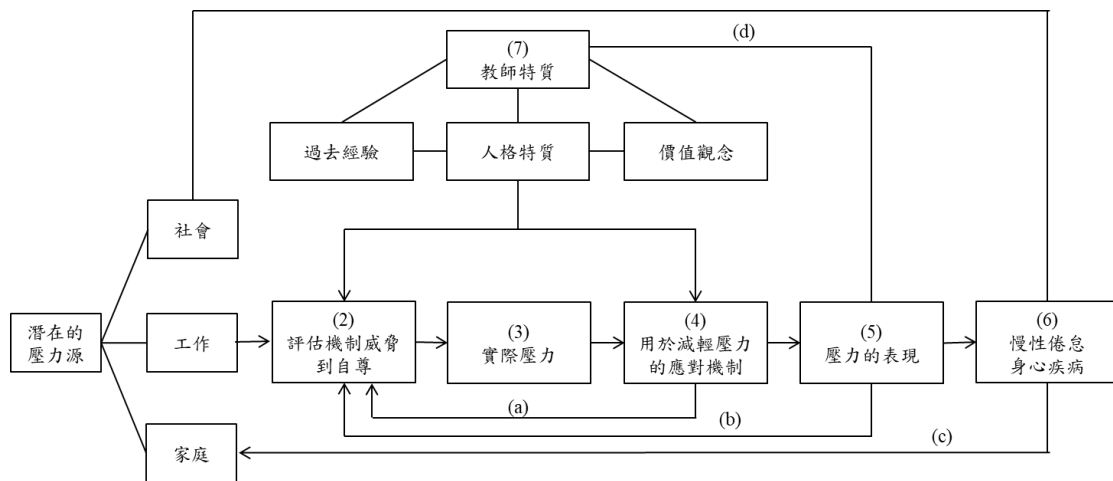 (d)
(7)
教師特質
過去經驗
人格特質
價值觀念
社會
潛在的
壓力源
工作
(2)
評估機制威脅
到自尊
(3)
實際壓力
(4)
用於減輕壓力
的應對機制
(5)
壓力的表現
(6)
慢性倦怠
身心疾病
(a)
(b)
(c)
家庭